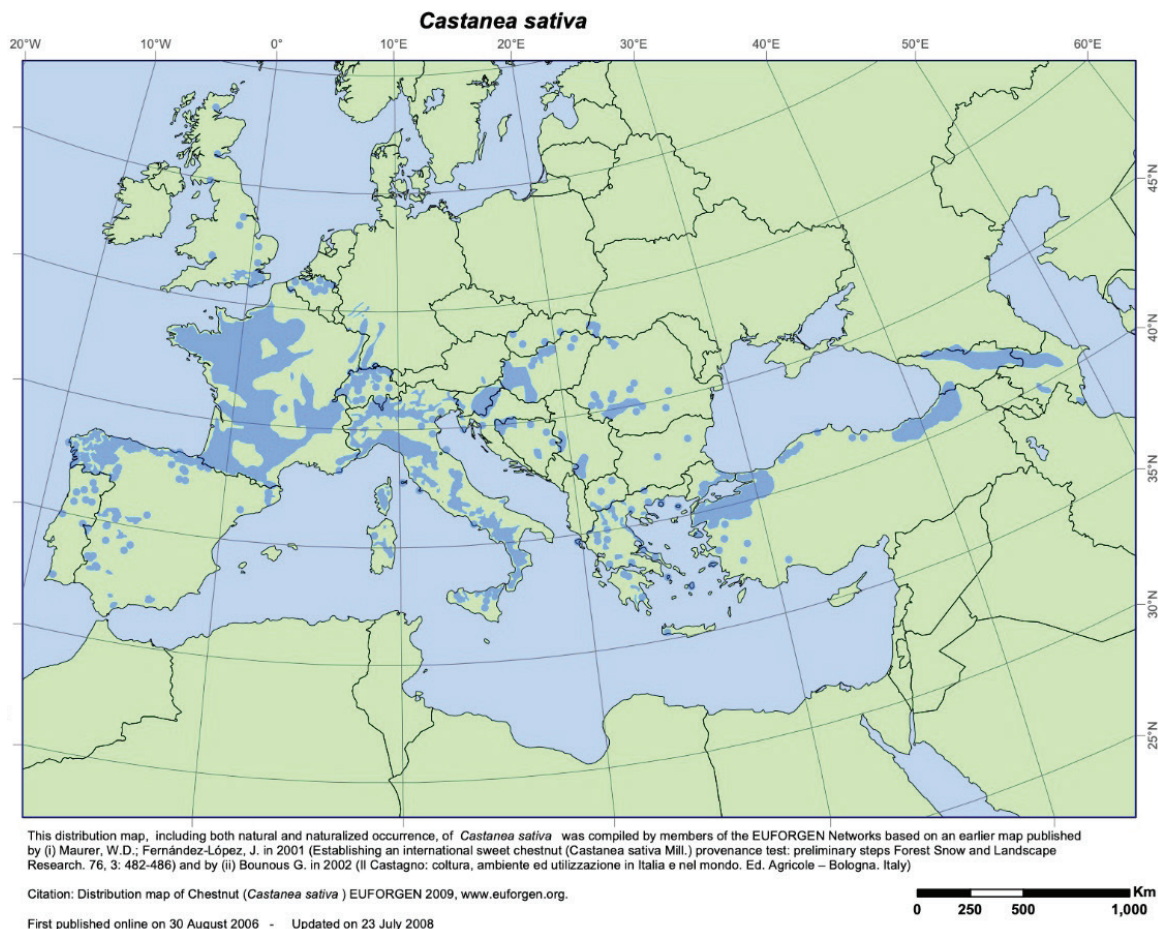 Castanea sativa
20°W 10°W 0° 10°E 20°E 30°E 40°E 50°E 60°E
45°N
40°N
35°N
30°N
25°N
This distribution map, including both natural and naturalized occurrence, of Castanea sativa was compiled by members of the EUFORGEN Networks based on an earlier map published
by (i) Maurer, W.D.; Fernández-López, J. in 2001 (Establishing an international sweet chestnut (Castanea sativa Mill.) provenance test: preliminary steps Forest Snow and Landscape
Research. 76, 3: 482-486) and by (ii) Bounous G. in 2002 (Il Castagno: coltura, ambiente ed utilizzazione in Italia e nel mondo. Ed. Agricole – Bologna. Italy)
Citation: Distribution map of Chestnut (Castanea sativa ) EUFORGEN 2009, www.euforgen.org.
Km
0 250 500 1,000
First published online on 30 August 2006 - Updated on 23 July 2008